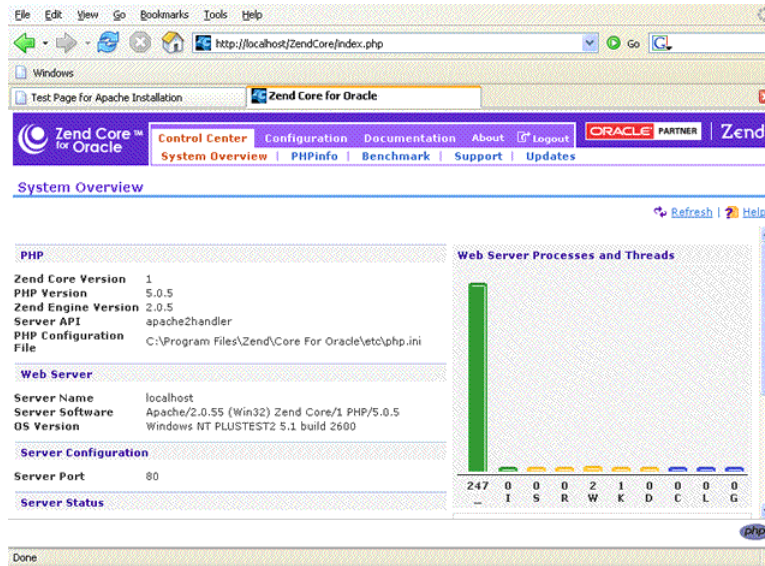 File Edit View Go Bookmarks Tools Help
http://localhost/ZendCore/index.php Go G
Windows
Test Page for Apache Installation Zend Core for Oracle
Zend Core ™ for Oracle
Control Center Configuration Documentation About Logout
ORACLE PARTNER | Zend
System Overview | PHPinfo | Benchmark | Support | Updates
System Overview
Refresh | ? Help
PHP
Zend Core Version 1
PHP Version 5.0.5
Zend Engine Version 2.0.5
Server API apache2handler
PHP Configuration File C:\Program Files\Zend\Core For Oracle\etc\php.ini
Web Server
Server Name localhost
Server Software Apache/2.0.55 (Win32) Zend Core/1 PHP/5.0.5
OS Version Windows NT PLUSTEST2 5.1 build 2600
Server Configuration
Server Port 80
Server Status
Web Server Processes and Threads
247 0 0 0 2 1 0 0 0 0
_ I S R W K D C L G
php
Done